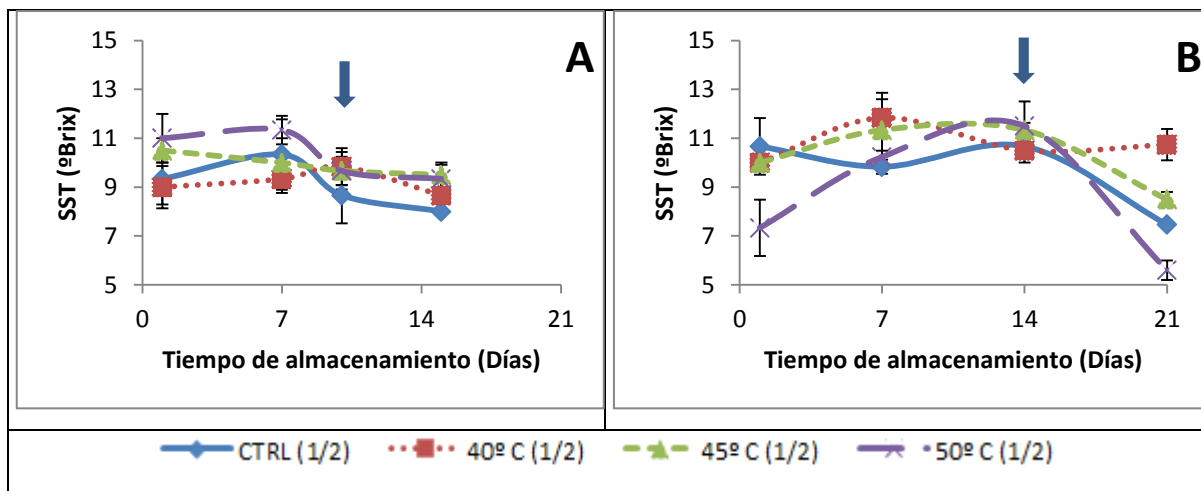 A
SST (ºBrix)
15
13
11
9
7
5
0
7
14
21
Tiempo de almacenamiento (Días)
B
SST (ºBrix)
15
13
11
9
7
5
0
7
14
21
Tiempo de almacenamiento (Días)
CTRL (1/2)
40º C (1/2)
45º C (1/2)
50º C (1/2)